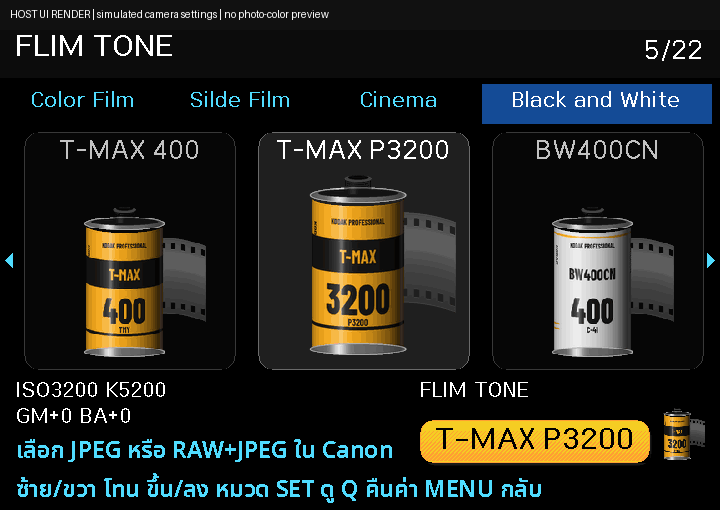 HOST UI RENDER | simulated camera settings | no photo-color preview
FLIM TONE
5/22
Color Film
Silde Film
Cinema
Black and White
T-MAX 400
T-MAX P3200
BW400CN
KODAK PROFESSIONAL
T-MAX
400
TMY
KODAK PROFESSIONAL
T-MAX
3200
P3200
KODAK PROFESSIONAL
BW400CN
400
C-41
ISO3200 K5200
GM+0 BA+0
FLIM TONE
T-MAX P3200
T-MAX
3200
เลือก JPEG หรือ RAW+JPEG ใน Canon
ซ้าย/ขวา โทน ขึ้น/ลง หมวด SET ดู Q คืนค่า MENU กลับ